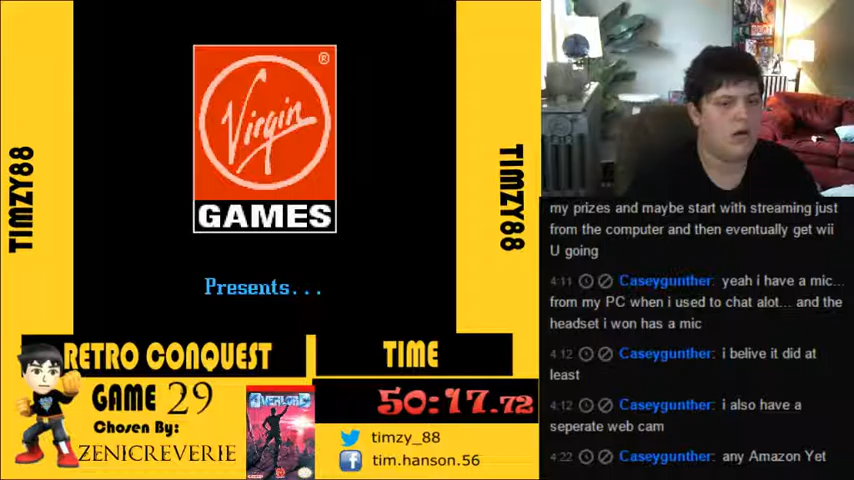 Virgin®
GAMES
Presents...
TIMZY88
TIMZY88
RETRO CONQUEST
TIME
GAME 29
Chosen By:
ZENICREVERIE
OVERLORD
50:17.72
timzy_88
tim.hanson.56
my prizes and maybe start with streaming just
from the computer and then eventually get wii
U going
4:11 Caseygunther: yeah i have a mic...
from my PC when i used to chat alot... and the
headset i won has a mic
4:12 Caseygunther: i belive it did at
least
4:12 Caseygunther: i also have a
seperate web cam
4:22 Caseygunther: any Amazon Yet